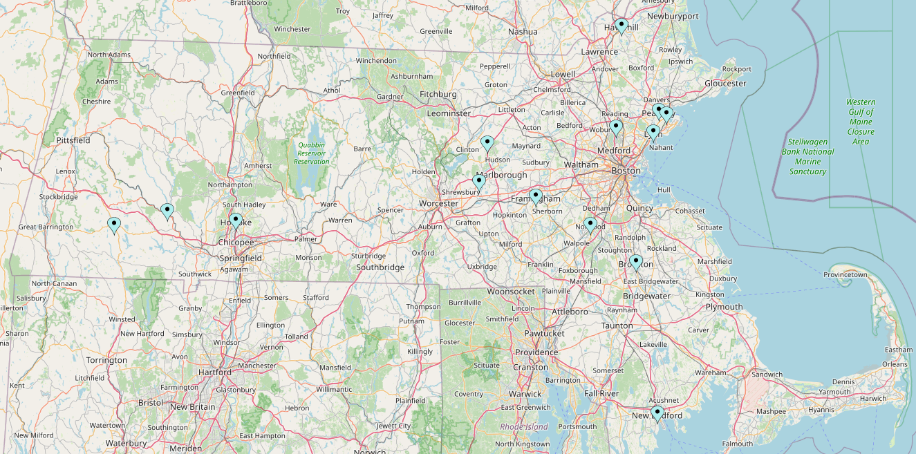 Brattleboro
Troy
Jaffrey
Milford
Nashua
Newburyport
Winchester
Greenville
Lawrence
Rowley
North Adams
Northfield
Winchendon
Pepperell
Andover
Boxford
Ipswich
Rockport
Adams
Ashburnham
Groton
Lowell
Gloucester
Cheshire
Greenfield
Athol
Gardner
Fitchburg
Chelmsford
Billerica
Danvers
Leominster
Littleton
Carlisle
Reading
Western
Gulf of
Maine
Closure
Area
Pittsfield
Quabbin
Reservoir
Reservation
Barre
Clinton
Acton
Bedford
Maynard
Medford
Nahant
Stellwagen
Bank National
Marine
Sanctuary
Lenox
Amherst
Holden
Hudson
Sudbury
Waltham
Boston
Stockbridge
Northampton
Marlborough
Shrewsbury
Hull
Great Barrington
South Hadley
Ware
Spencer
Worcester
Sherborn
Dedham
Quincy
Cohasset
Chicopee
Palmer
Warren
Auburn
Grafton
Hopkinton
Upton
Milford
Walpole
Randolph
Scituate
Springfield
Agawam
Monson
Sturbridge
Charlton
Oxford
Stoughton
Rockland
Southwick
Southbridge
Uxbridge
Franklin
Foxborough
Marshfield
North Canaan
Enfield
Somers
Stafford
Mansfield
East Bridgewater
Duxbury
Provincetown
Salisbury
Granby
Thompson
Woonsocket
Plainville
Bridgewater
Kingston
Winsted
Ellington
Burrillville
Lincoln
Attleboro
Raynham
Plymouth
Sharon
New Hartford
Simsbury
Windsor
Tolland
Putnam
Glocester
Smithfield
Taunton
Carver
Torrington
Avon
Vernon
Foster
Pawtucket
Lakeville
Eastham
Hartford
Manchester
Mansfield
Killingly
Providence
Orleans
Kent
Litchfield
Scituate
Cranston
Somerset
Wareham
Sandwich
Dennis
Farmington
Glastonbury
Willimantic
Coventry
Barrington
Acushnet
Yarmouth
Harwich
Bristol
New Britain
Hebron
Plainfield
Warwick
Fall River
Hyannis
Watertown
Southington
East Greenwich
New Bedford
Mashpee
New Milford
East Hampton
Jewett City
Rhode Island
Portsmouth
Waterbury
Meriden
Norwich
North Kingstown
Falmouth